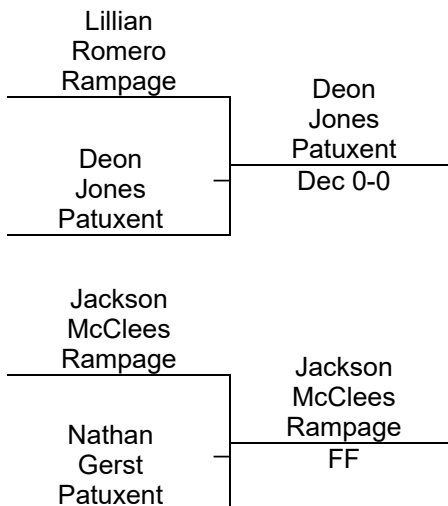 Lillian
Romero
Rampage
Deon
Jones
Patuxent
Deon
Jones
Patuxent
Dec 0-0
Jackson
McClees
Rampage
Nathan
Gerst
Patuxent
Jackson
McClees
Rampage
FF